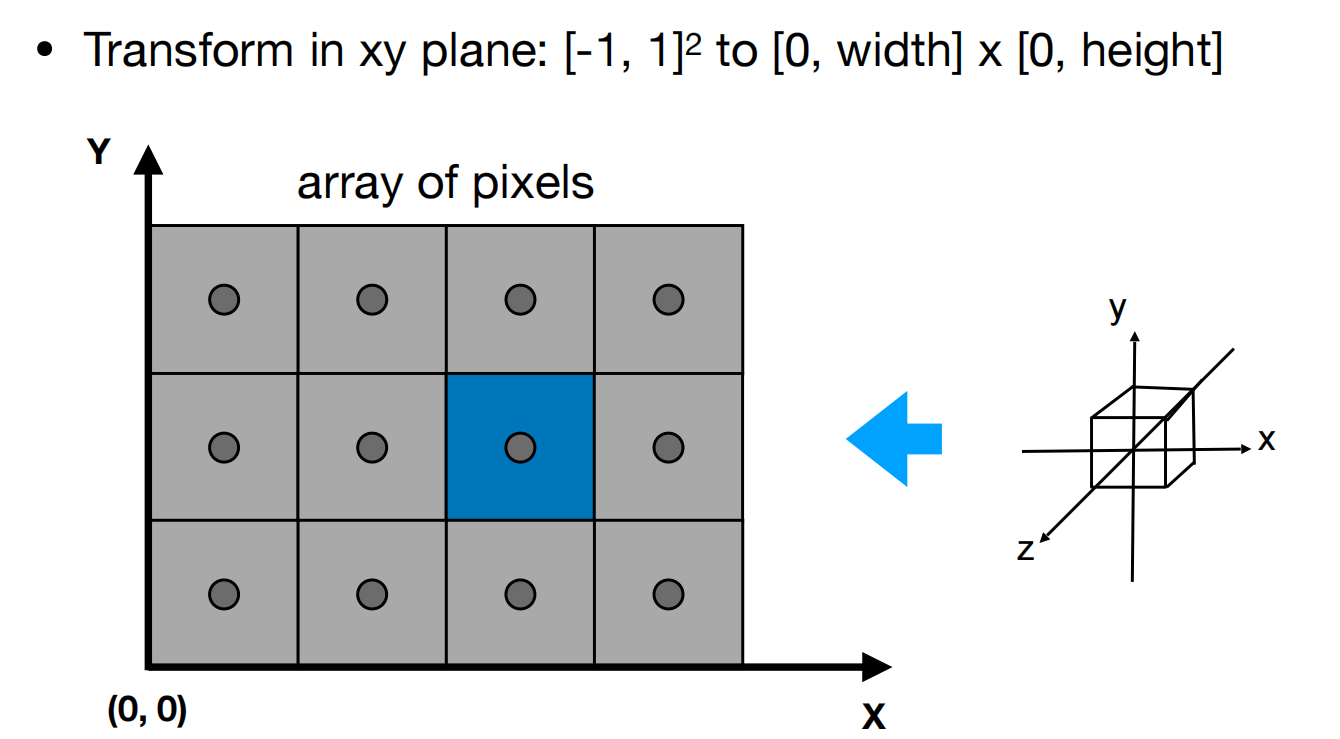 • Transform in xy plane: [-1, 1]² to [0, width] x [0, height]
Y
array of pixels
y
x
z
(0, 0)
X